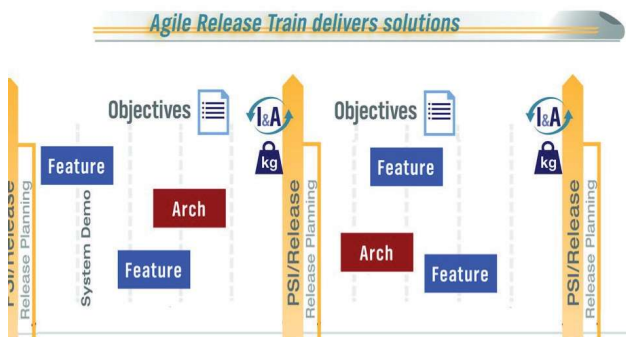 Agile Release Train delivers solutions
PSI/Release
Release Planning
System Demo
Objectives
Feature
Arch
Feature
I&A
kg
PSI/Release
Release Planning
Objectives
Feature
Arch
Feature
I&A
kg
PSI/Release
Release Planning